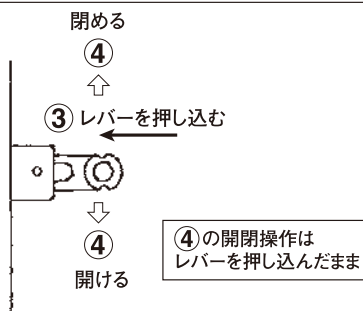 閉める
④
③ レバーを押し込む
④
開ける
④の開閉操作は
レバーを押し込んだまま